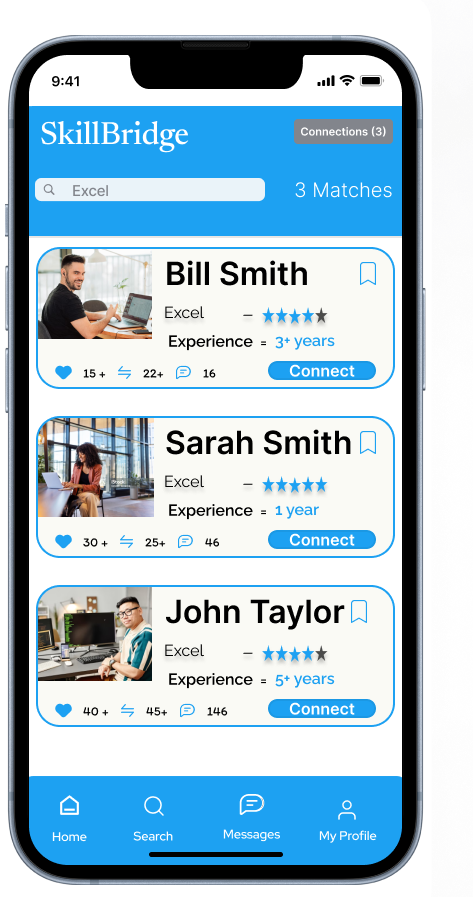 9:41
SkillBridge
Connections (3)
Excel
3 Matches
Bill Smith
Excel –
Experience = 3+ years
15 + 22+ 16
Connect
Sarah Smith
Excel –
Experience = 1 year
30 + 25+ 46
Connect
John Taylor
Excel –
Experience = 5+ years
40 + 45+ 146
Connect
Home Search Messages My Profile